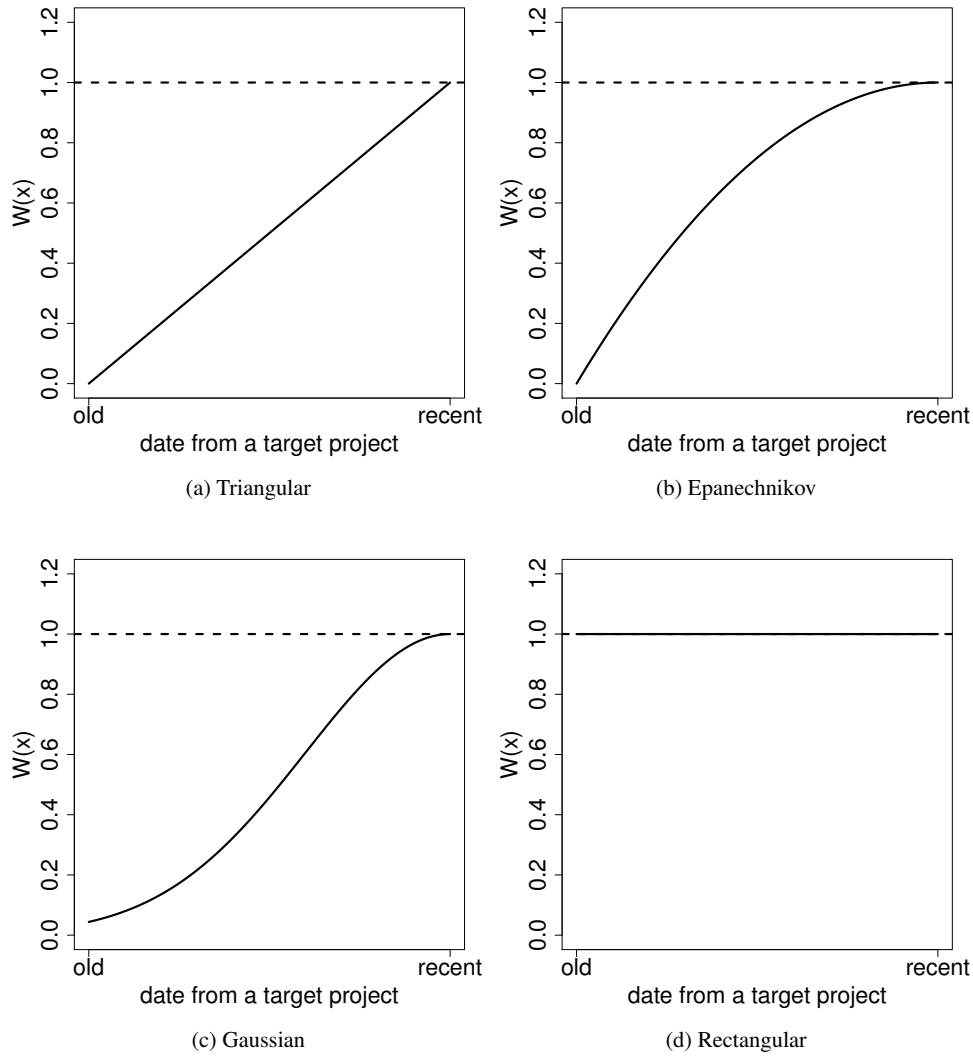 W(x)
1.2
1.0
0.8
0.6
0.4
0.2
0.0
old recent
date from a target project
(a) Triangular
W(x)
1.2
1.0
0.8
0.6
0.4
0.2
0.0
old recent
date from a target project
(b) Epanechnikov
W(x)
1.2
1.0
0.8
0.6
0.4
0.2
0.0
old recent
date from a target project
(c) Gaussian
W(x)
1.2
1.0
0.8
0.6
0.4
0.2
0.0
old recent
date from a target project
(d) Rectangular